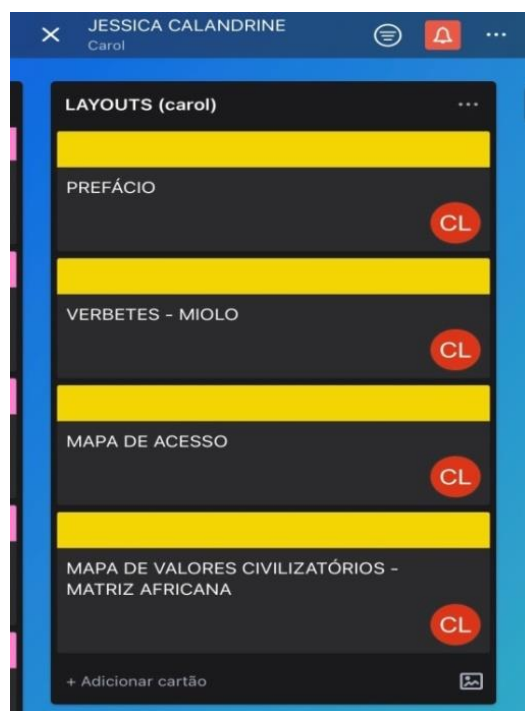 JESSICA CALANDRINE
Carol
LAYOUTS (carol)
PREFÁCIO
CL
VERBETES - MIOLO
CL
MAPA DE ACESSO
CL
MAPA DE VALORES CIVILIZATÓRIOS -
MATRIZ AFRICANA
CL
+ Adicionar cartão